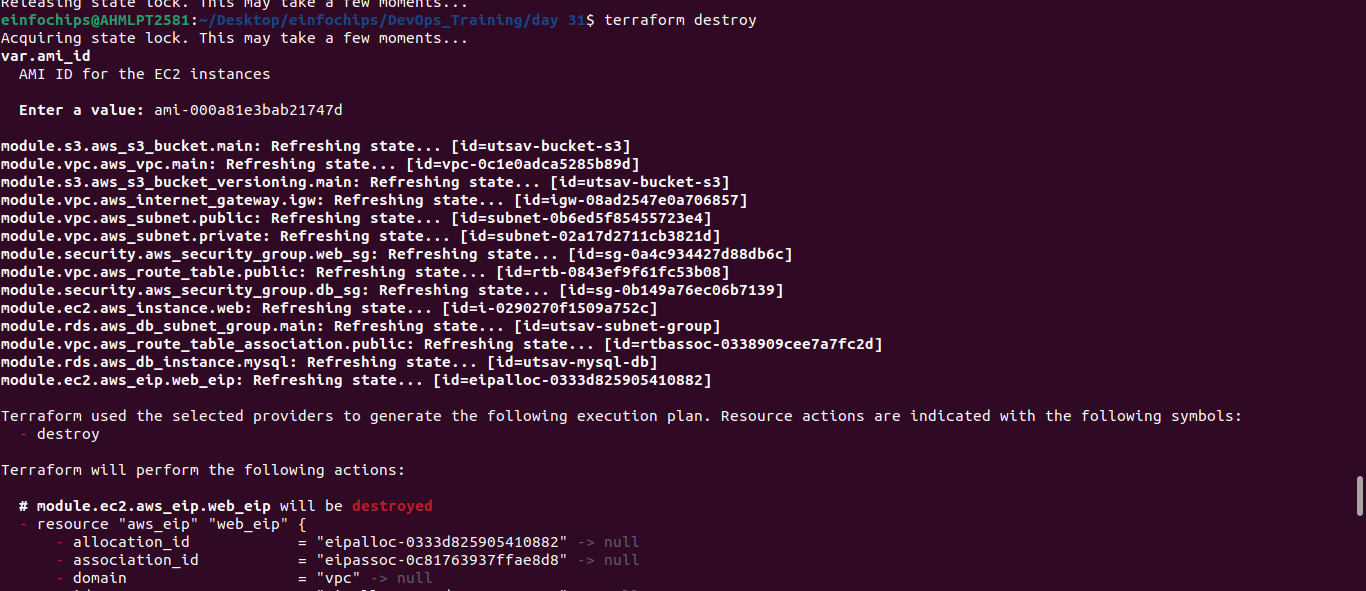 Releasing state lock. This may take a few moments...
einfochips@AHMLPT2581:~/Desktop/einfochips/DevOps_Training/day 31$ terraform destroy
Acquiring state lock. This may take a few moments...
var.ami_id
  AMI ID for the EC2 instances

  Enter a value: ami-000a81e3bab21747d

module.s3.aws_s3_bucket.main: Refreshing state... [id=utsav-bucket-s3]
module.vpc.aws_vpc.main: Refreshing state... [id=vpc-0c1e0adca5285b89d]
module.s3.aws_s3_bucket_versioning.main: Refreshing state... [id=utsav-bucket-s3]
module.vpc.aws_internet_gateway.igw: Refreshing state... [id=igw-08ad2547e0a706857]
module.vpc.aws_subnet.public: Refreshing state... [id=subnet-0b6ed5f85455723e4]
module.vpc.aws_subnet.private: Refreshing state... [id=subnet-02a17d2711cb3821d]
module.security.aws_security_group.web_sg: Refreshing state... [id=sg-0a4c934427d88db6c]
module.vpc.aws_route_table.public: Refreshing state... [id=rtb-0843ef9f61fc53b08]
module.security.aws_security_group.db_sg: Refreshing state... [id=sg-0b149a76ec06b7139]
module.ec2.aws_instance.web: Refreshing state... [id=i-0290270f1509a752c]
module.rds.aws_db_subnet_group.main: Refreshing state... [id=utsav-subnet-group]
module.vpc.aws_route_table_association.public: Refreshing state... [id=rtbassoc-0338909cee7a7fc2d]
module.rds.aws_db_instance.mysql: Refreshing state... [id=utsav-mysql-db]
module.ec2.aws_eip.web_eip: Refreshing state... [id=eipalloc-0333d825905410882]

Terraform used the selected providers to generate the following execution plan. Resource actions are indicated with the following symbols:
  - destroy

Terraform will perform the following actions:

  # module.ec2.aws_eip.web_eip will be destroyed
  - resource "aws_eip" "web_eip" {
      - allocation_id            = "eipalloc-0333d825905410882" -> null
      - association_id           = "eipassoc-0c81763937ffae8d8" -> null
      - domain                   = "vpc" -> null